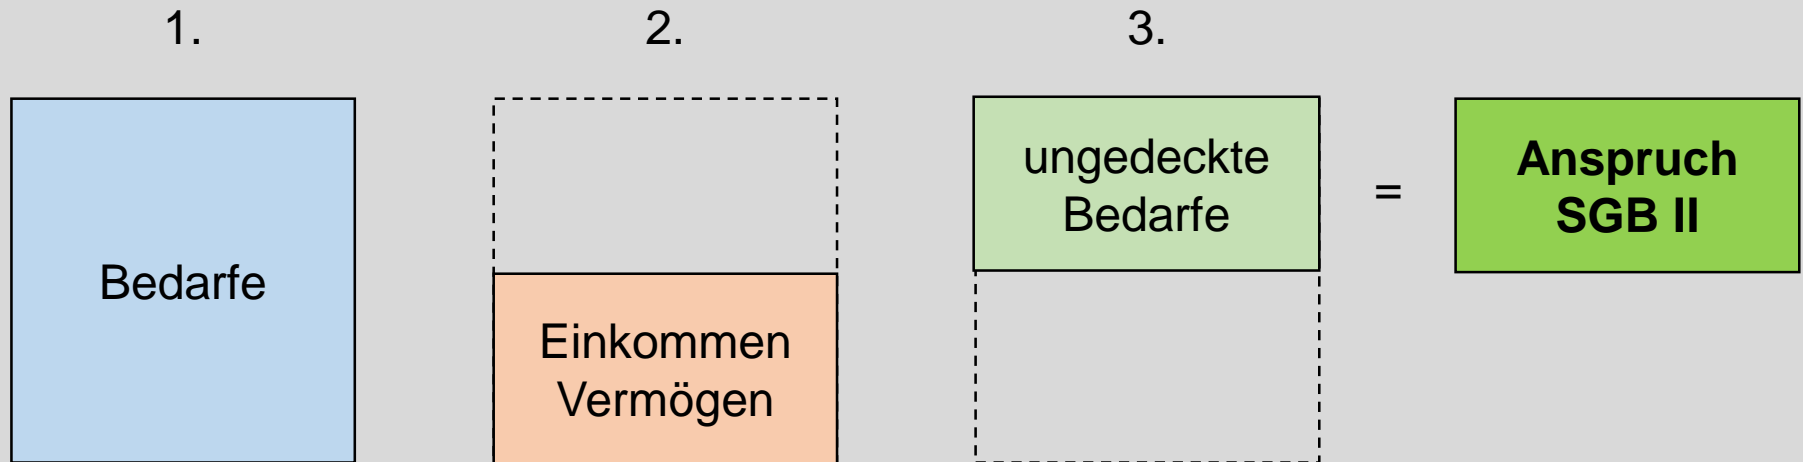 1.
2.
3.
Bedarfe
Einkommen
Vermögen
ungedeckte
Bedarfe
=
Anspruch
SGB II